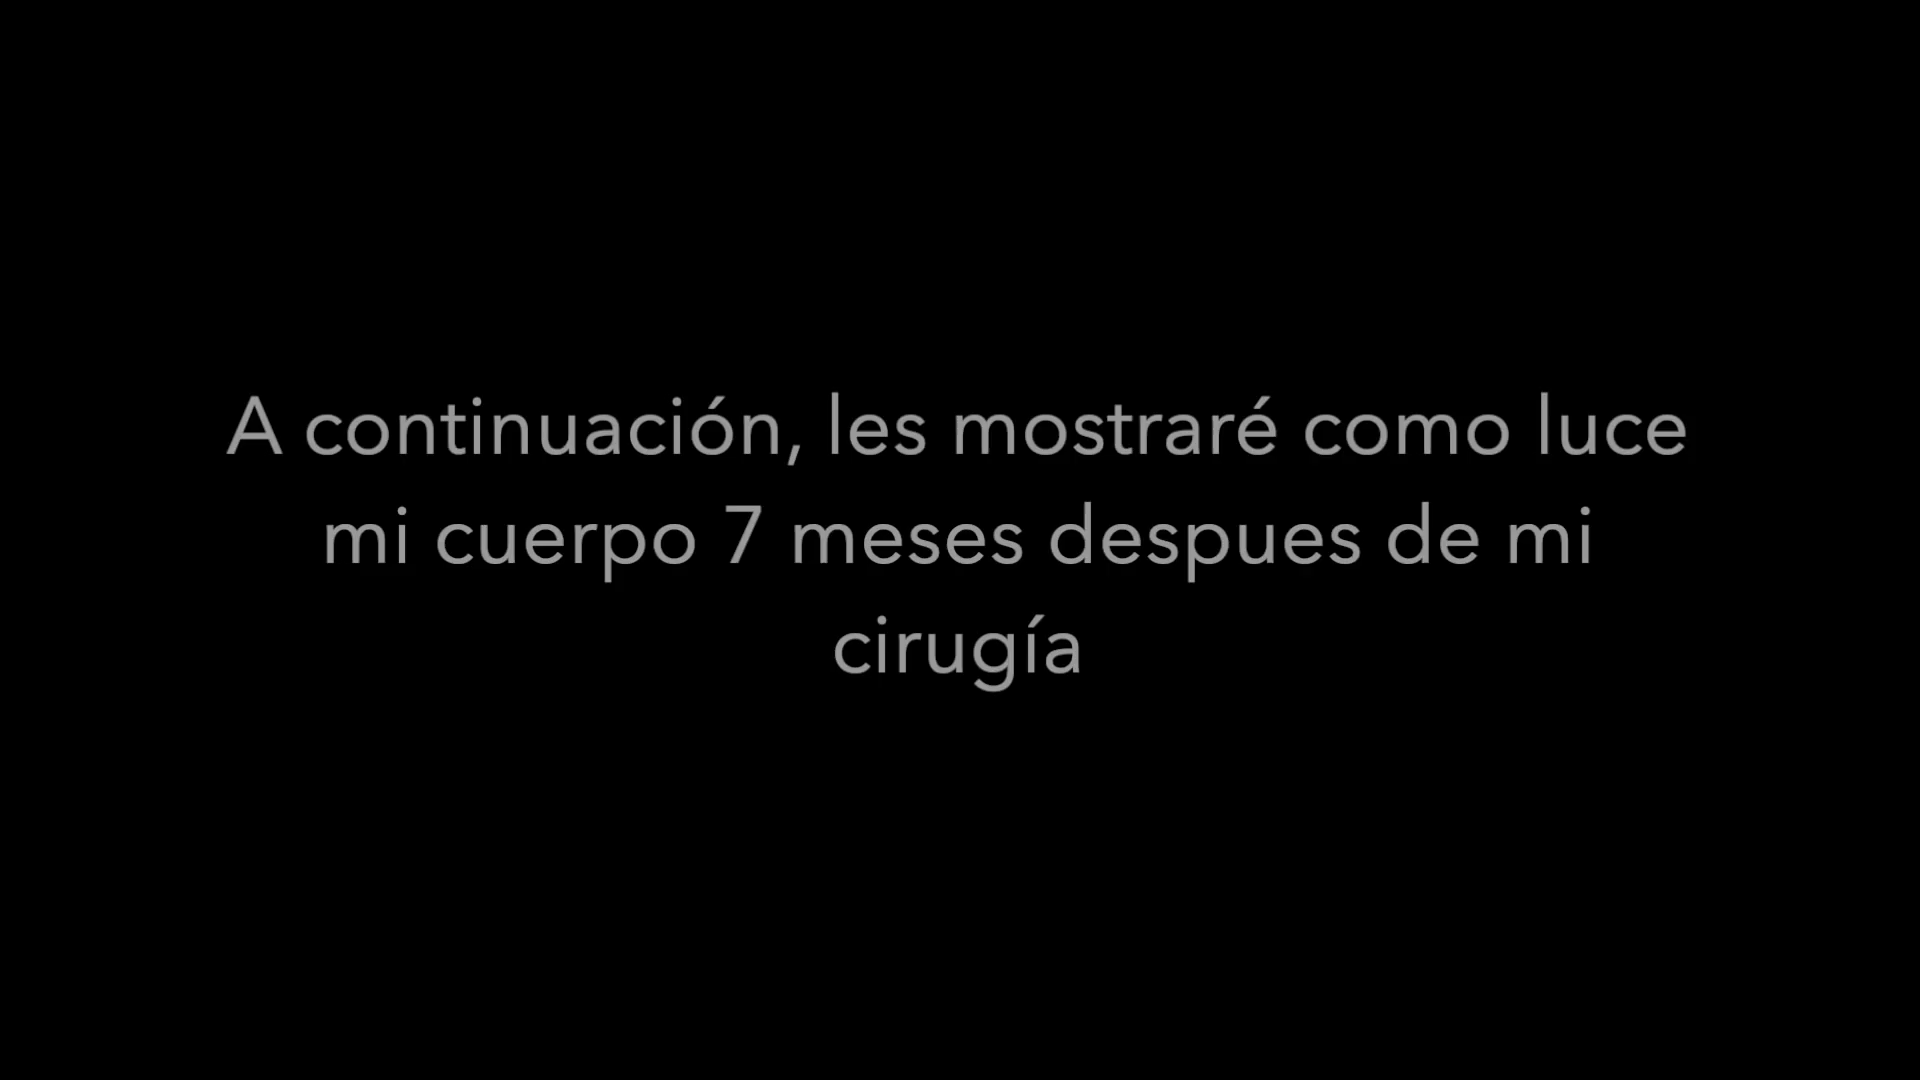 A continuación, les mostraré como luce
mi cuerpo 7 meses despues de mi
cirugía